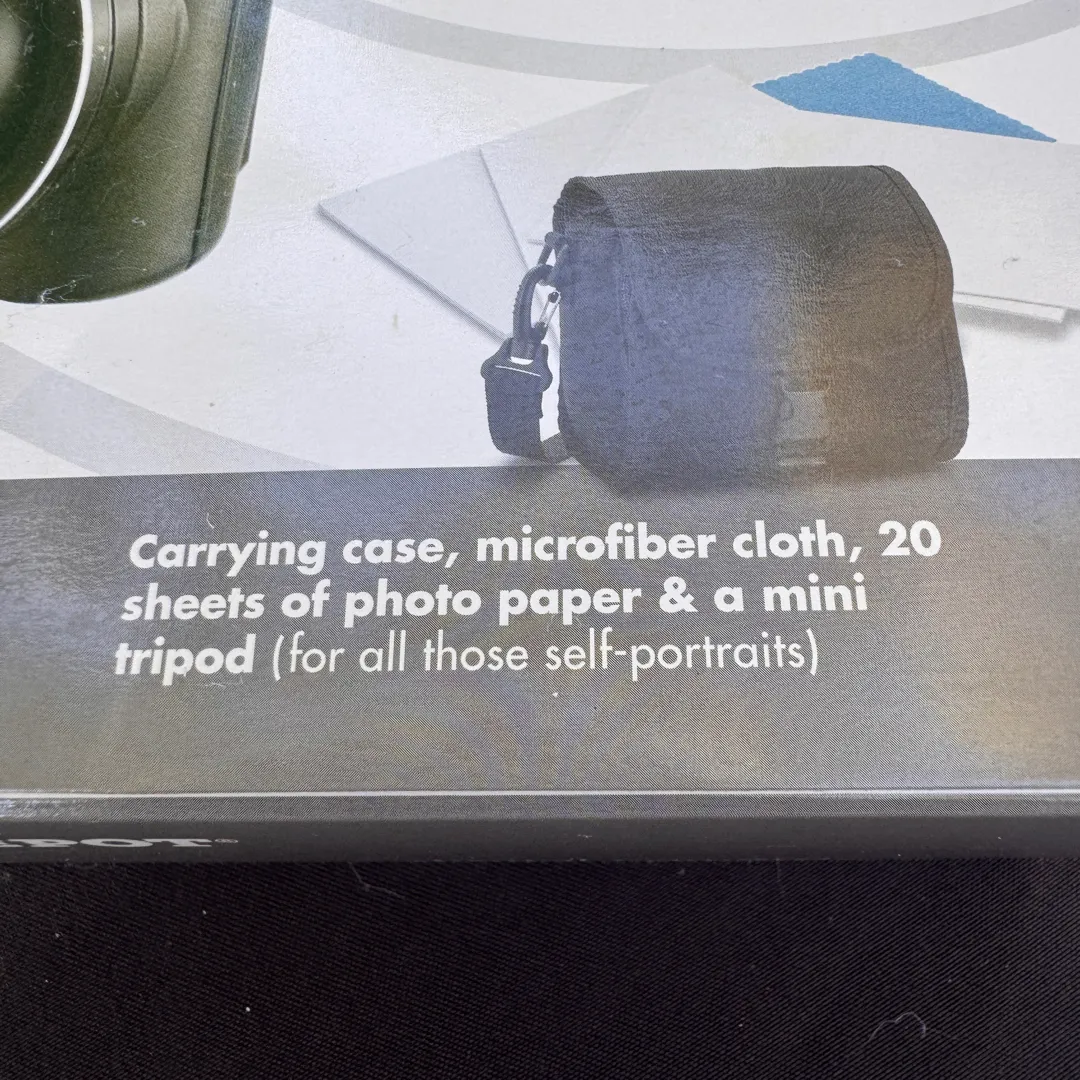 Carrying case, microfiber cloth, 20
sheets of photo paper & a mini
tripod (for all those self-portraits)